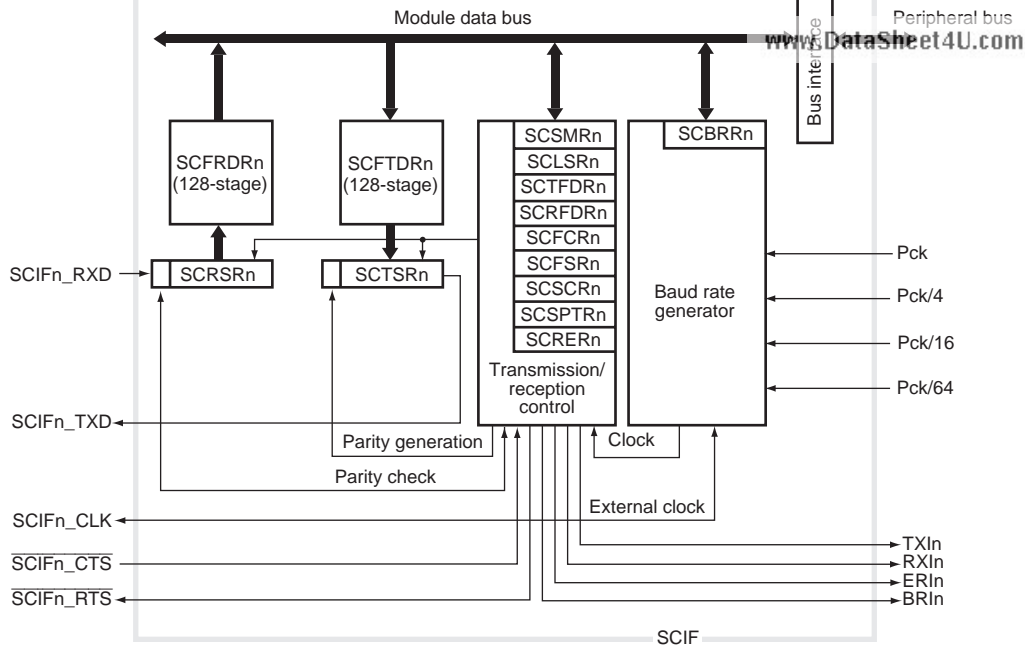 Module data bus
Peripheral bus
www.DataSheet4U.com
Bus interface
SCFRDRn
(128-stage)
SCFTDRn
(128-stage)
SCSMRn
SCLSRn
SCTFDRn
SCRFDRn
SCFCRn
SCFSRn
SCSCRn
SCSPTRn
SCRERn
Transmission/
reception
control
SCBRRn
Baud rate
generator
SCIFn_RXD
SCRSRn
SCTSRn
Pck
Pck/4
Pck/16
Pck/64
SCIFn_TXD
Parity generation
Clock
Parity check
External clock
SCIFn_CLK
SCIFn_CTS
SCIFn_RTS
TXIn
RXIn
ERIn
BRIn
SCIF